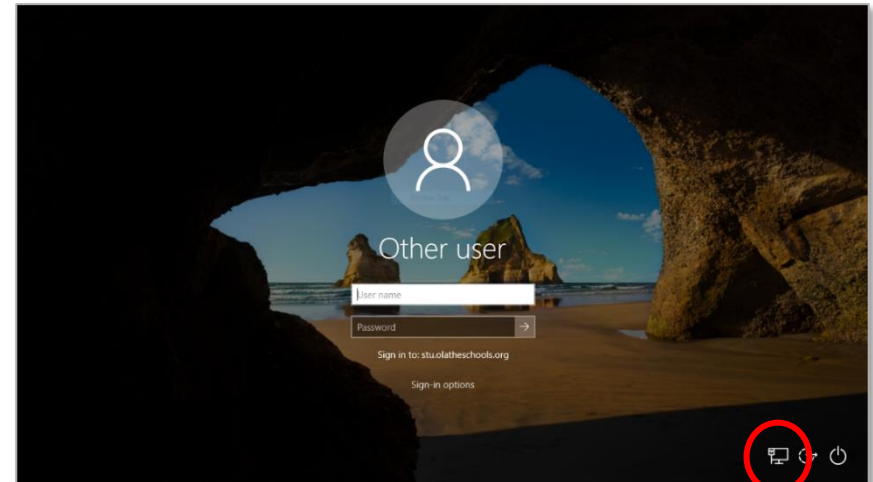 Other user
User name
Password
Sign in to: stu.olatheschools.org
Sign-in options